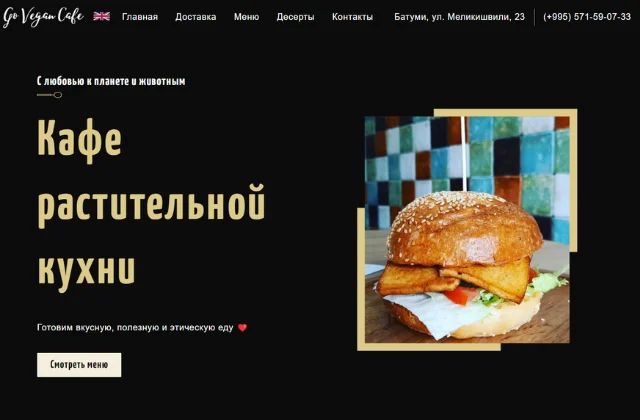 Go Vegan Cafe Главная Доставка Меню Десерты Контакты Батуми, ул. Меликишвили, 23 (+995) 571-59-07-33
С любовью к планете и животным
Кафе
растительной
кухни
Готовим вкусную, полезную и этическую еду
Смотреть меню